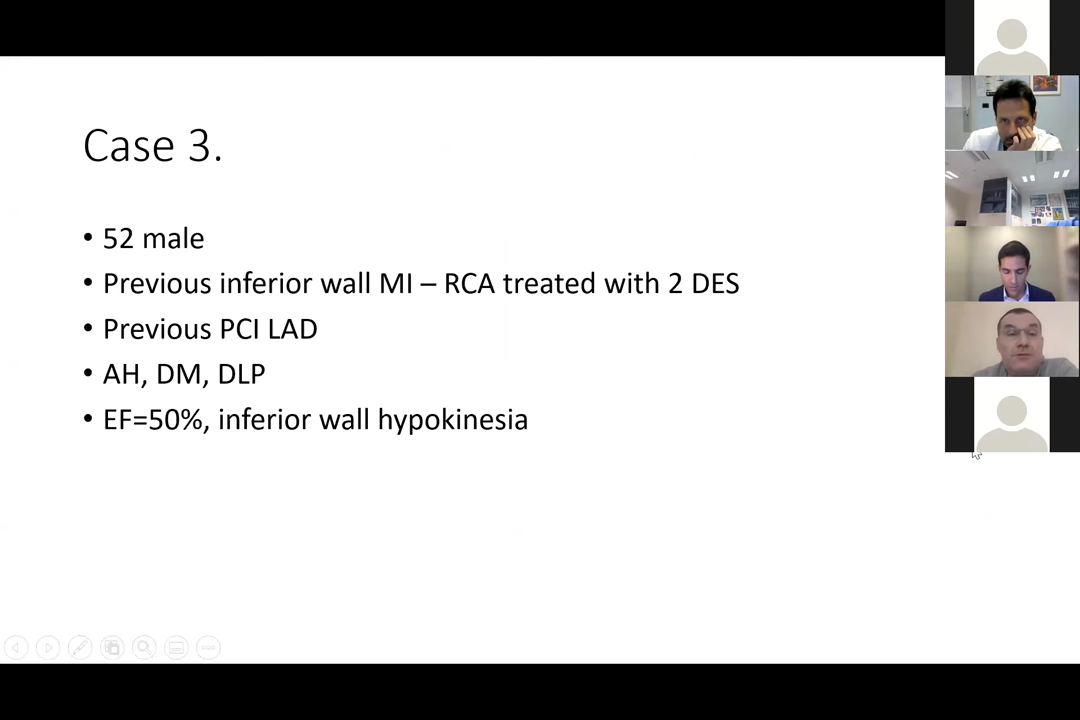 Case 3.
• 52 male
• Previous inferior wall MI – RCA treated with 2 DES
• Previous PCI LAD
• AH, DM, DLP
• EF=50%, inferior wall hypokinesia